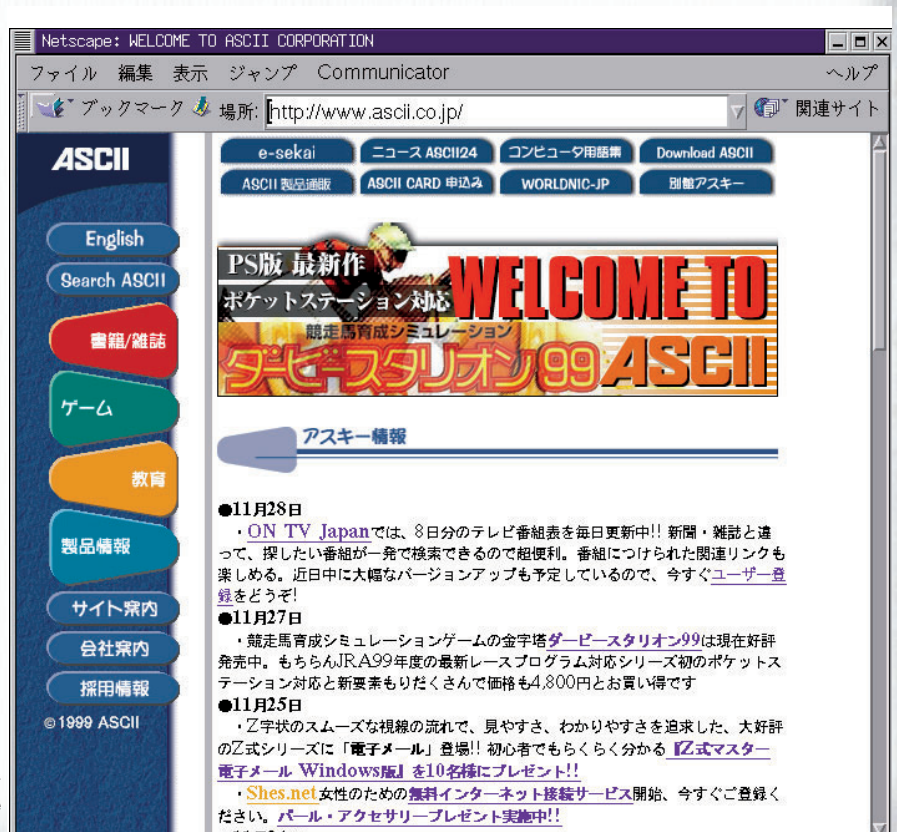 Netscape: WELCOME TO ASCII CORPORATION
ファイル 編集 表示 ジャンプ Communicator ヘルプ
ブックマーク 場所: http://www.ascii.co.jp/ 関連サイト
ASCII
e-sekai ニュース ASCII24 コンピュータ用語集 Download ASCII
ASCII 製品通販 ASCII CARD 申込み WORLDNIC-JP 別館アスキー
English
Search ASCII
書籍/雑誌
ゲーム
教育
製品情報
サイト案内
会社案内
採用情報
©1999 ASCII
PS版 最新作
ポケットステーション対応
競走馬育成シミュレーション
ダービースタリオン99
WELCOME TO
ASCII
アスキー情報
●11月28日
・ON TV Japanでは、8日分のテレビ番組表を毎日更新中!! 新聞・雑誌と違
って、探したい番組が一発で検索できるので超便利。番組につけられた関連リンクも
楽しめる。近日中に大幅なバージョンアップも予定しているので、今すぐユーザー登
録をどうぞ!
●11月27日
・競走馬育成シミュレーションゲームの金字塔ダービースタリオン99は現在好評
発売中。もちろんJRA99年度の最新レースプログラム対応シリーズ初のポケットス
テーション対応と新要素もりだくさんで価格も4,800円とお買い得です
●11月25日
・Z字状のスムーズな視線の流れで、見やすさ、わかりやすさを追求した、大好評
のZ式シリーズに「電子メール」登場!! 初心者でもらくらく分かる『Z式マスター
電子メール Windows版』を10名様にプレゼント!!
・Shes.net女性のための無料インターネット接続サービス開始、今すぐご登録く
ださい。パール・アクセサリープレゼント実施中!!